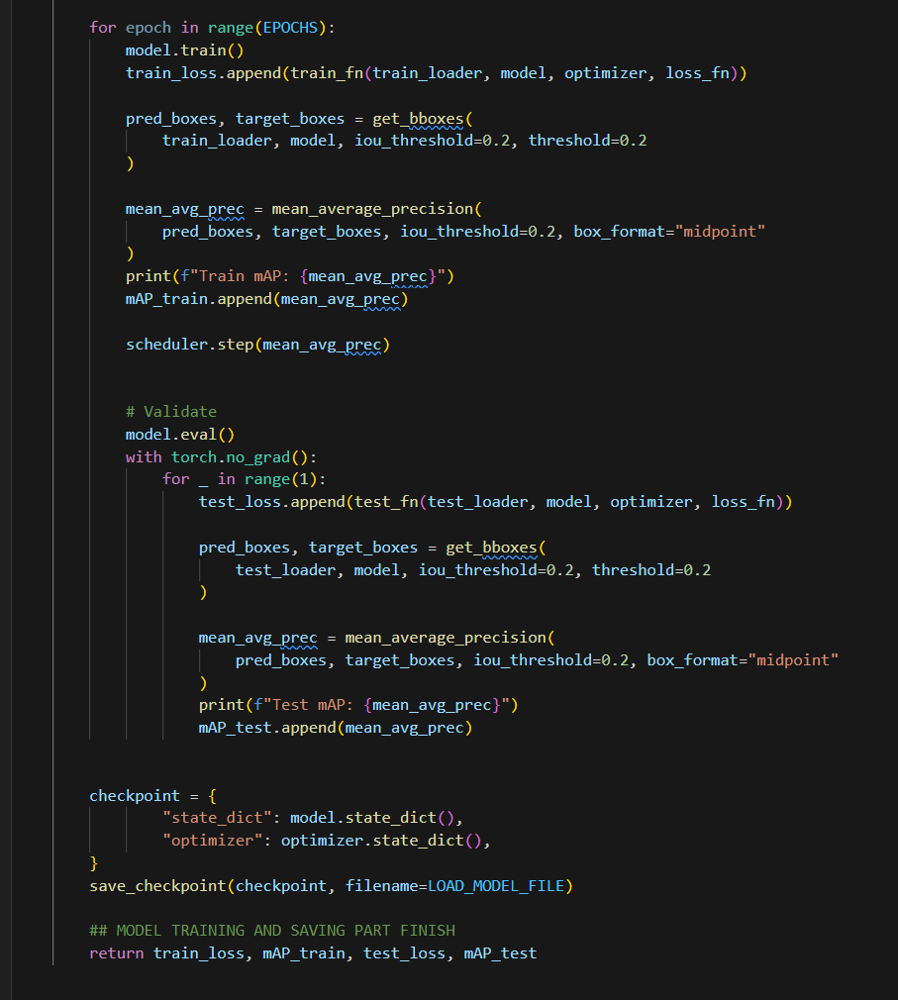 for epoch in range(EPOCHS):
model.train()
train_loss.append(train_fn(train_loader, model, optimizer, loss_fn))
pred_boxes, target_boxes = get_bboxes(
train_loader, model, iou_threshold=0.2, threshold=0.2
)
mean_avg_prec = mean_average_precision(
pred_boxes, target_boxes, iou_threshold=0.2, box_format="midpoint"
)
print(f"Train mAP: {mean_avg_prec}")
mAP_train.append(mean_avg_prec)
scheduler.step(mean_avg_prec)
# Validate
model.eval()
with torch.no_grad():
for _ in range(1):
test_loss.append(test_fn(test_loader, model, optimizer, loss_fn))
pred_boxes, target_boxes = get_bboxes(
test_loader, model, iou_threshold=0.2, threshold=0.2
)
mean_avg_prec = mean_average_precision(
pred_boxes, target_boxes, iou_threshold=0.2, box_format="midpoint"
)
print(f"Test mAP: {mean_avg_prec}")
mAP_test.append(mean_avg_prec)
checkpoint = {
"state_dict": model.state_dict(),
"optimizer": optimizer.state_dict(),
}
save_checkpoint(checkpoint, filename=LOAD_MODEL_FILE)
## MODEL TRAINING AND SAVING PART FINISH
return train_loss, mAP_train, test_loss, mAP_test